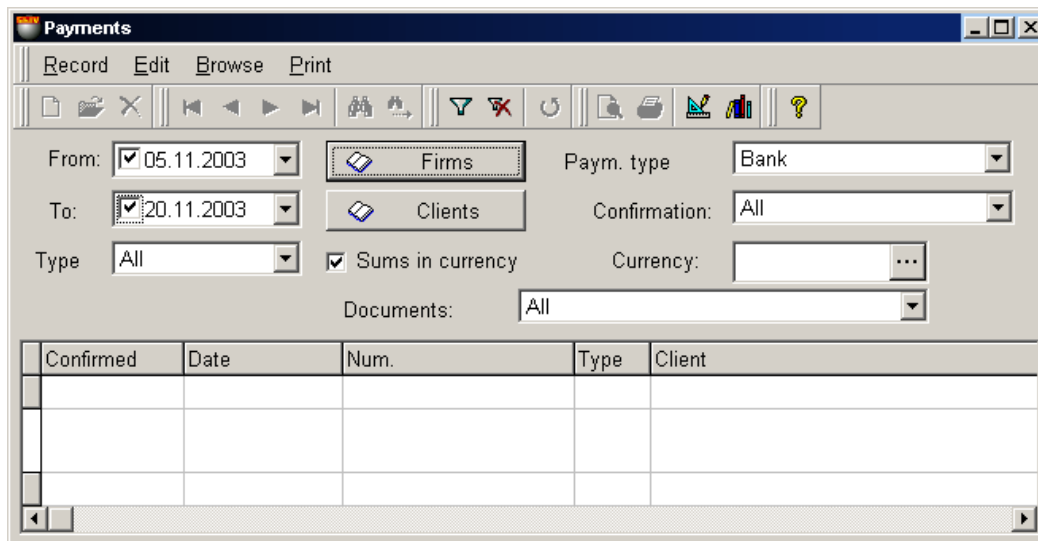 Payments
Record Edit Browse Print
From: 05.11.2003 Firms Paym. type Bank
To: 20.11.2003 Clients Confirmation: All
Type All Sums in currency Currency: ...
Documents: All
Confirmed Date Num. Type Client